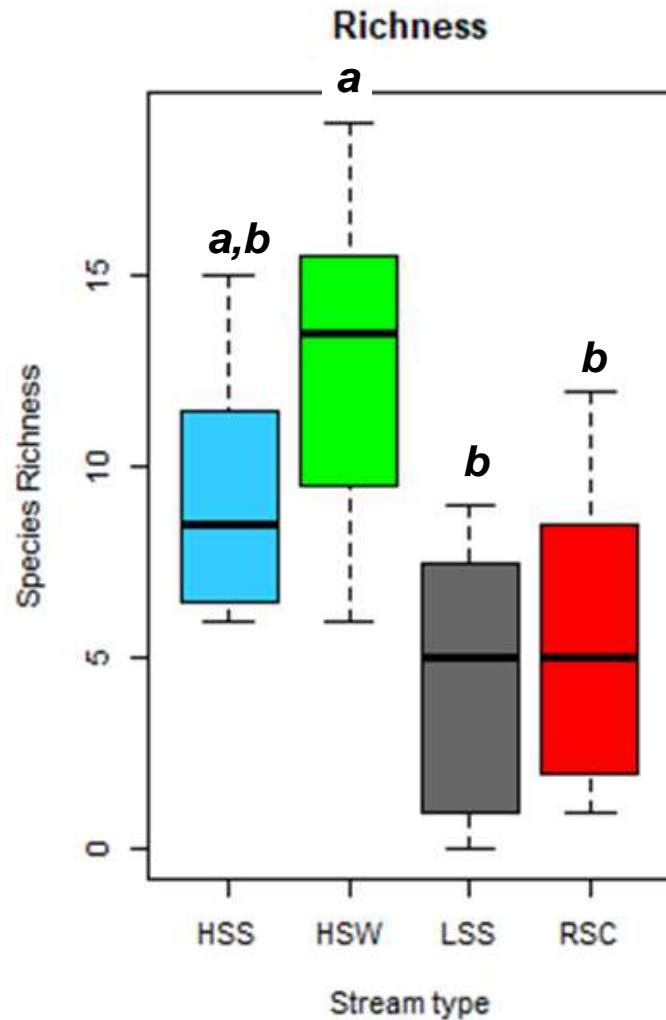 Richness
a
a,b
b
b
Species Richness
15
10
5
0
HSS HSW LSS RSC
Stream type